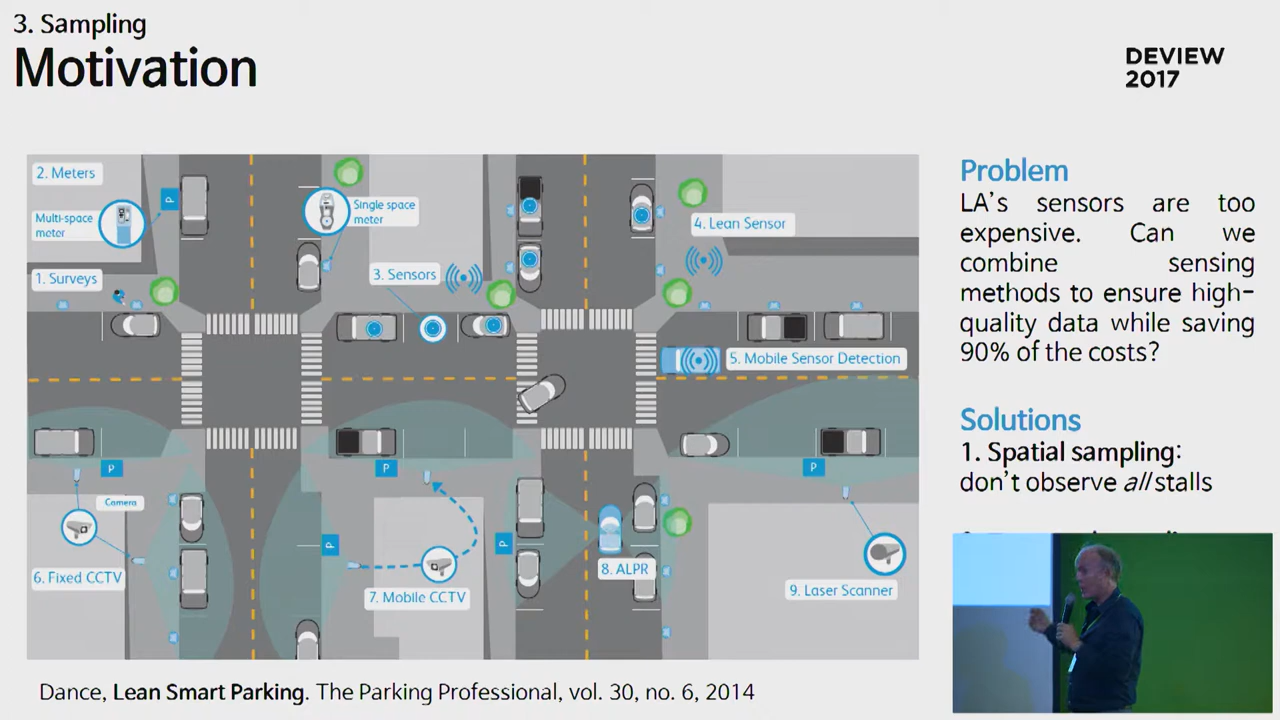 3. Sampling
Motivation
DEVIEW
2017
2. Meters
Multi-space
meter
P
Single space
meter
4. Lean Sensor
1. Surveys
3. Sensors
5. Mobile Sensor Detection
P
P
P
Camera
P
P
6. Fixed CCTV
7. Mobile CCTV
8. ALPR
9. Laser Scanner
Dance, Lean Smart Parking. The Parking Professional, vol. 30, no. 6, 2014
Problem
LA's sensors are too
expensive. Can we
combine sensing
methods to ensure high-
quality data while saving
90% of the costs?
Solutions
1. Spatial sampling:
don't observe all stalls